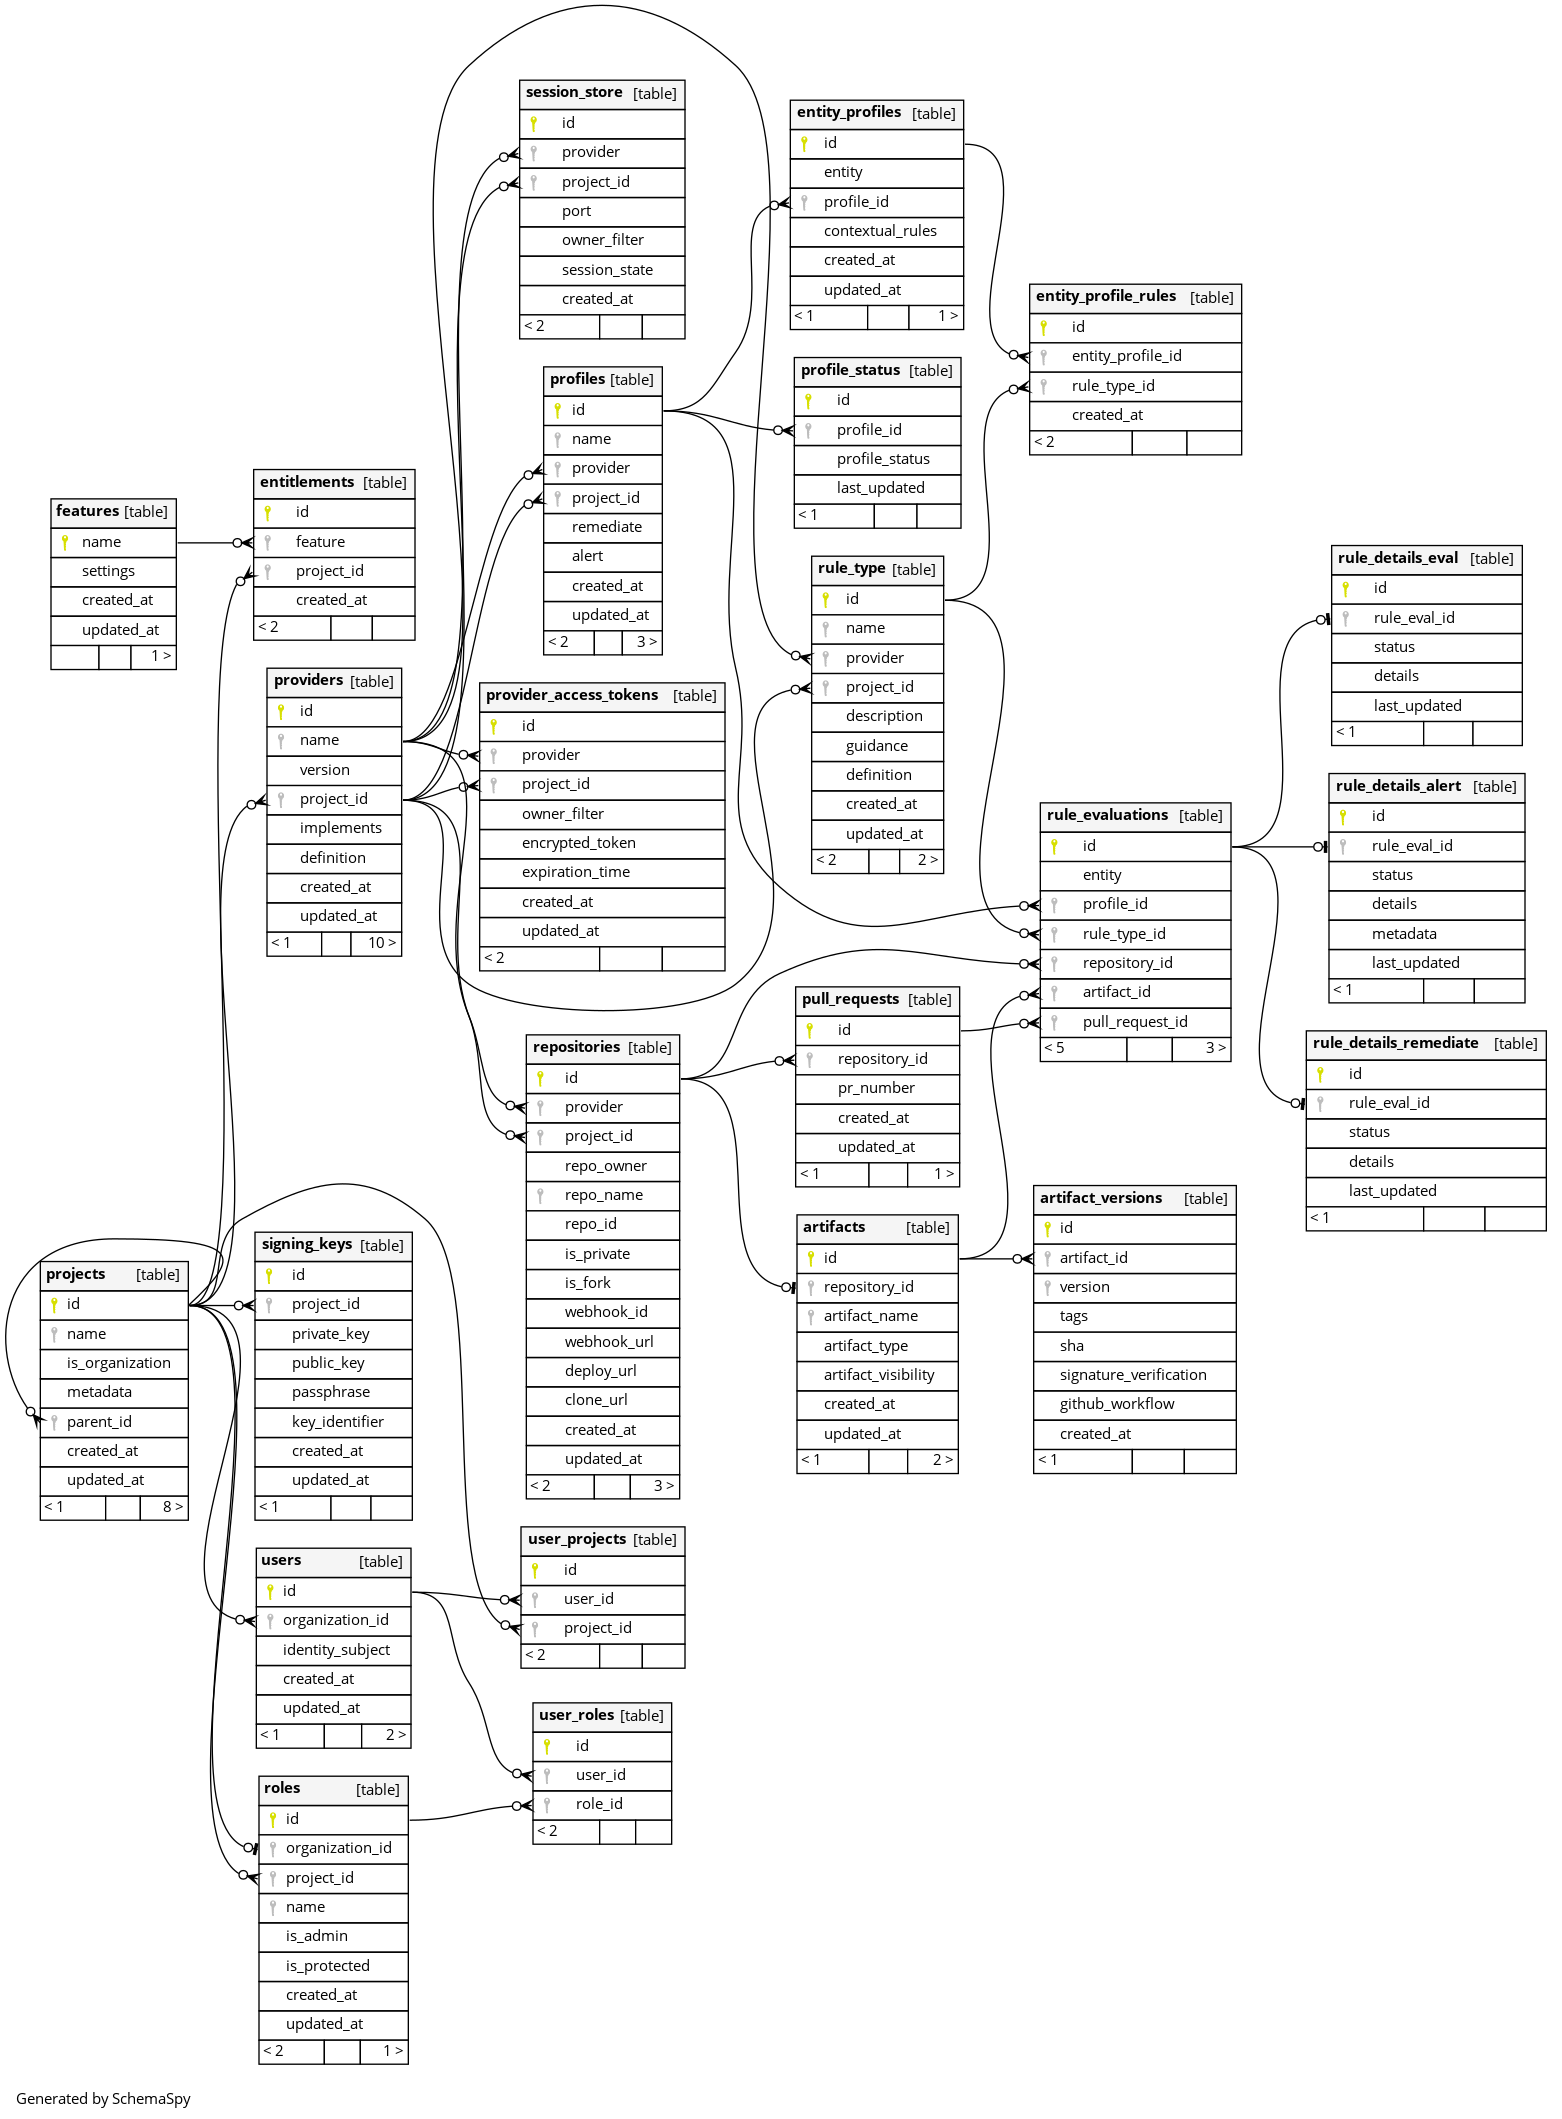 session_store [table]
id
provider
project_id
port
owner_filter
session_state
created_at
< 2
entity_profiles [table]
id
entity
profile_id
contextual_rules
created_at
updated_at
< 1 1 >
entity_profile_rules [table]
id
entity_profile_id
rule_type_id
created_at
< 2
profiles [table]
id
name
provider
project_id
remediate
alert
created_at
updated_at
< 2 3 >
profile_status [table]
id
profile_id
profile_status
last_updated
< 1
entitlements [table]
id
feature
project_id
created_at
< 2
features [table]
name
settings
created_at
updated_at
1 >
rule_type [table]
id
name
provider
project_id
description
guidance
definition
created_at
updated_at
< 2 2 >
rule_details_eval [table]
id
rule_eval_id
status
details
last_updated
< 1
providers [table]
id
name
version
project_id
implements
definition
created_at
updated_at
< 1 10 >
provider_access_tokens [table]
id
provider
project_id
owner_filter
encrypted_token
expiration_time
created_at
updated_at
< 2
rule_details_alert [table]
id
rule_eval_id
status
details
metadata
last_updated
< 1
rule_evaluations [table]
id
entity
profile_id
rule_type_id
repository_id
artifact_id
pull_request_id
< 5 3 >
pull_requests [table]
id
repository_id
pr_number
created_at
updated_at
< 1 1 >
rule_details_remediate [table]
id
rule_eval_id
status
details
last_updated
< 1
repositories [table]
id
provider
project_id
repo_owner
repo_name
repo_id
is_private
is_fork
webhook_id
webhook_url
deploy_url
clone_url
created_at
updated_at
< 2 3 >
artifact_versions [table]
id
artifact_id
version
tags
sha
signature_verification
github_workflow
created_at
< 1
artifacts [table]
id
repository_id
artifact_name
artifact_type
artifact_visibility
created_at
updated_at
< 1 2 >
signing_keys [table]
id
project_id
private_key
public_key
passphrase
key_identifier
created_at
updated_at
< 1
projects [table]
id
name
is_organization
metadata
parent_id
created_at
updated_at
< 1 8 >
user_projects [table]
id
user_id
project_id
< 2
users [table]
id
organization_id
identity_subject
created_at
updated_at
< 1 2 >
user_roles [table]
id
user_id
role_id
< 2
roles [table]
id
organization_id
project_id
name
is_admin
is_protected
created_at
updated_at
< 2 1 >
Generated by SchemaSpy